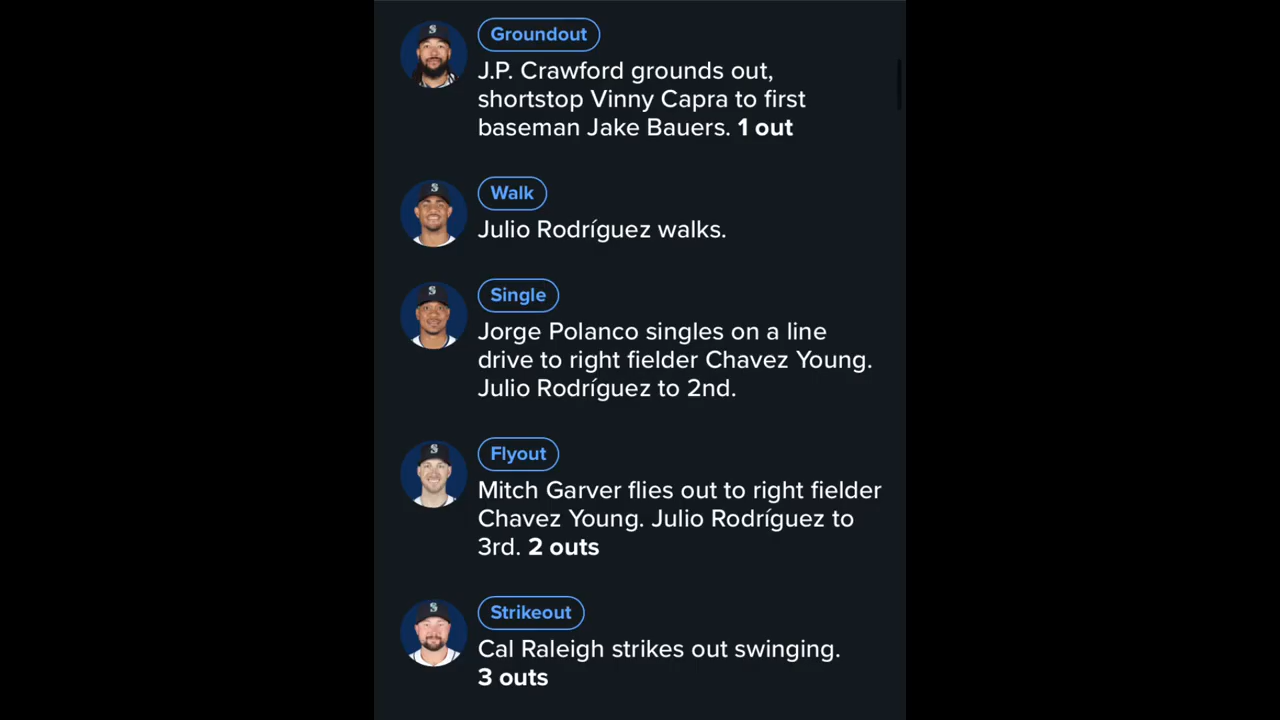 Groundout
J.P. Crawford grounds out,
shortstop Vinny Capra to first
baseman Jake Bauers. 1 out
Walk
Julio Rodríguez walks.
Single
Jorge Polanco singles on a line
drive to right fielder Chavez Young.
Julio Rodríguez to 2nd.
Flyout
Mitch Garver flies out to right fielder
Chavez Young. Julio Rodríguez to
3rd. 2 outs
Strikeout
Cal Raleigh strikes out swinging.
3 outs